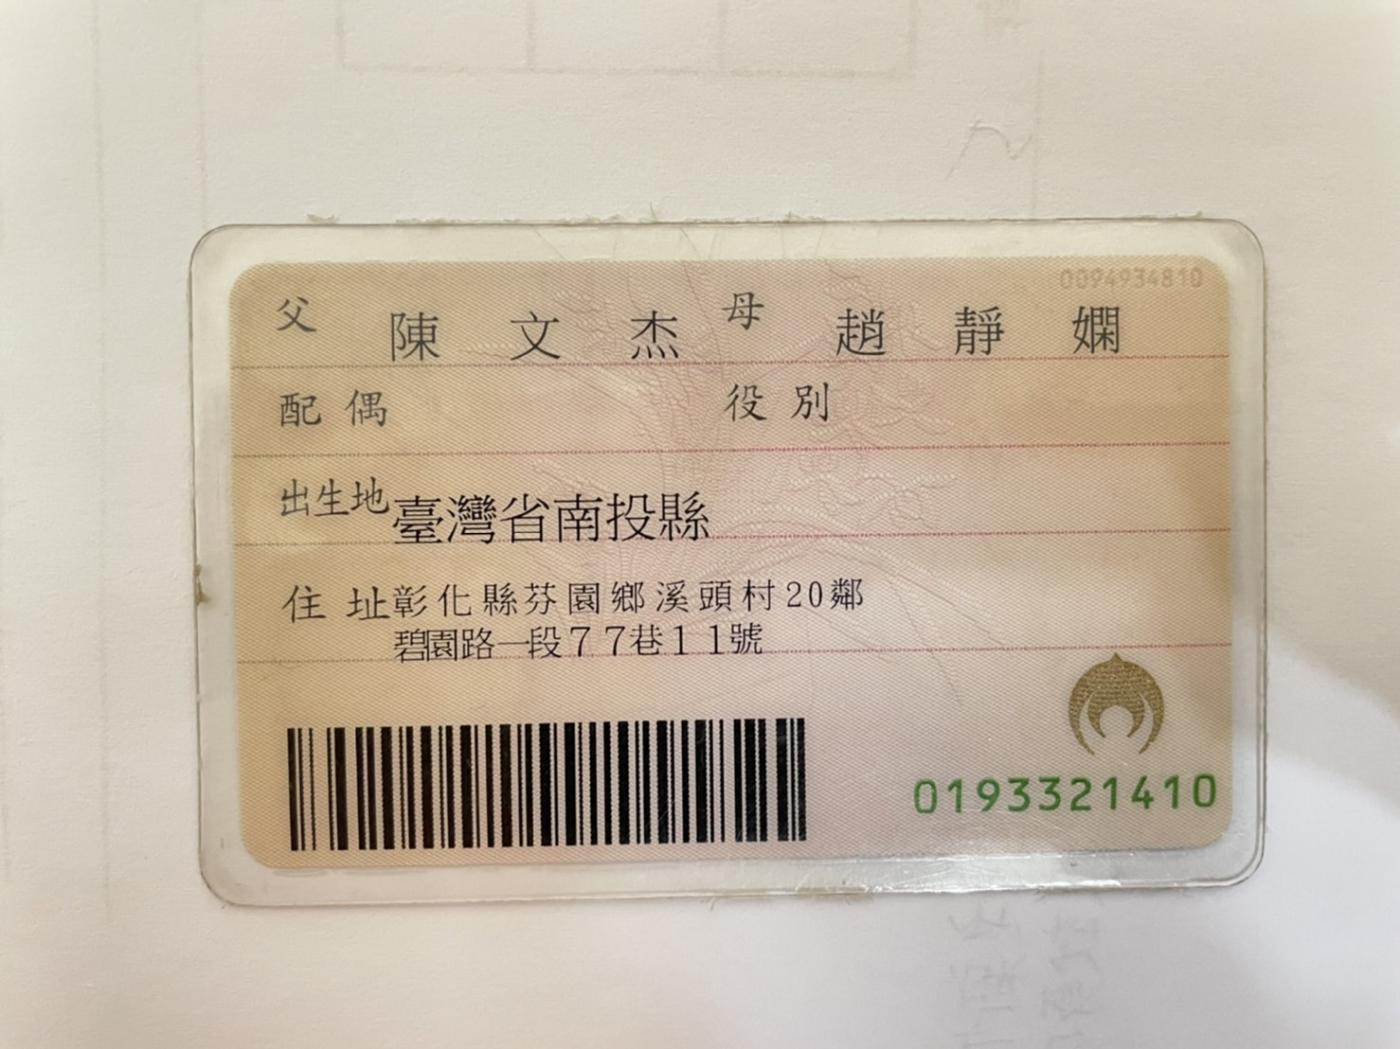 0094934810
父 陳文杰 母 趙靜嫻
配偶 役別
出生地 臺灣省南投縣
住址 彰化縣芬園鄉溪頭村20鄰
碧園路一段77巷11號
0193321410